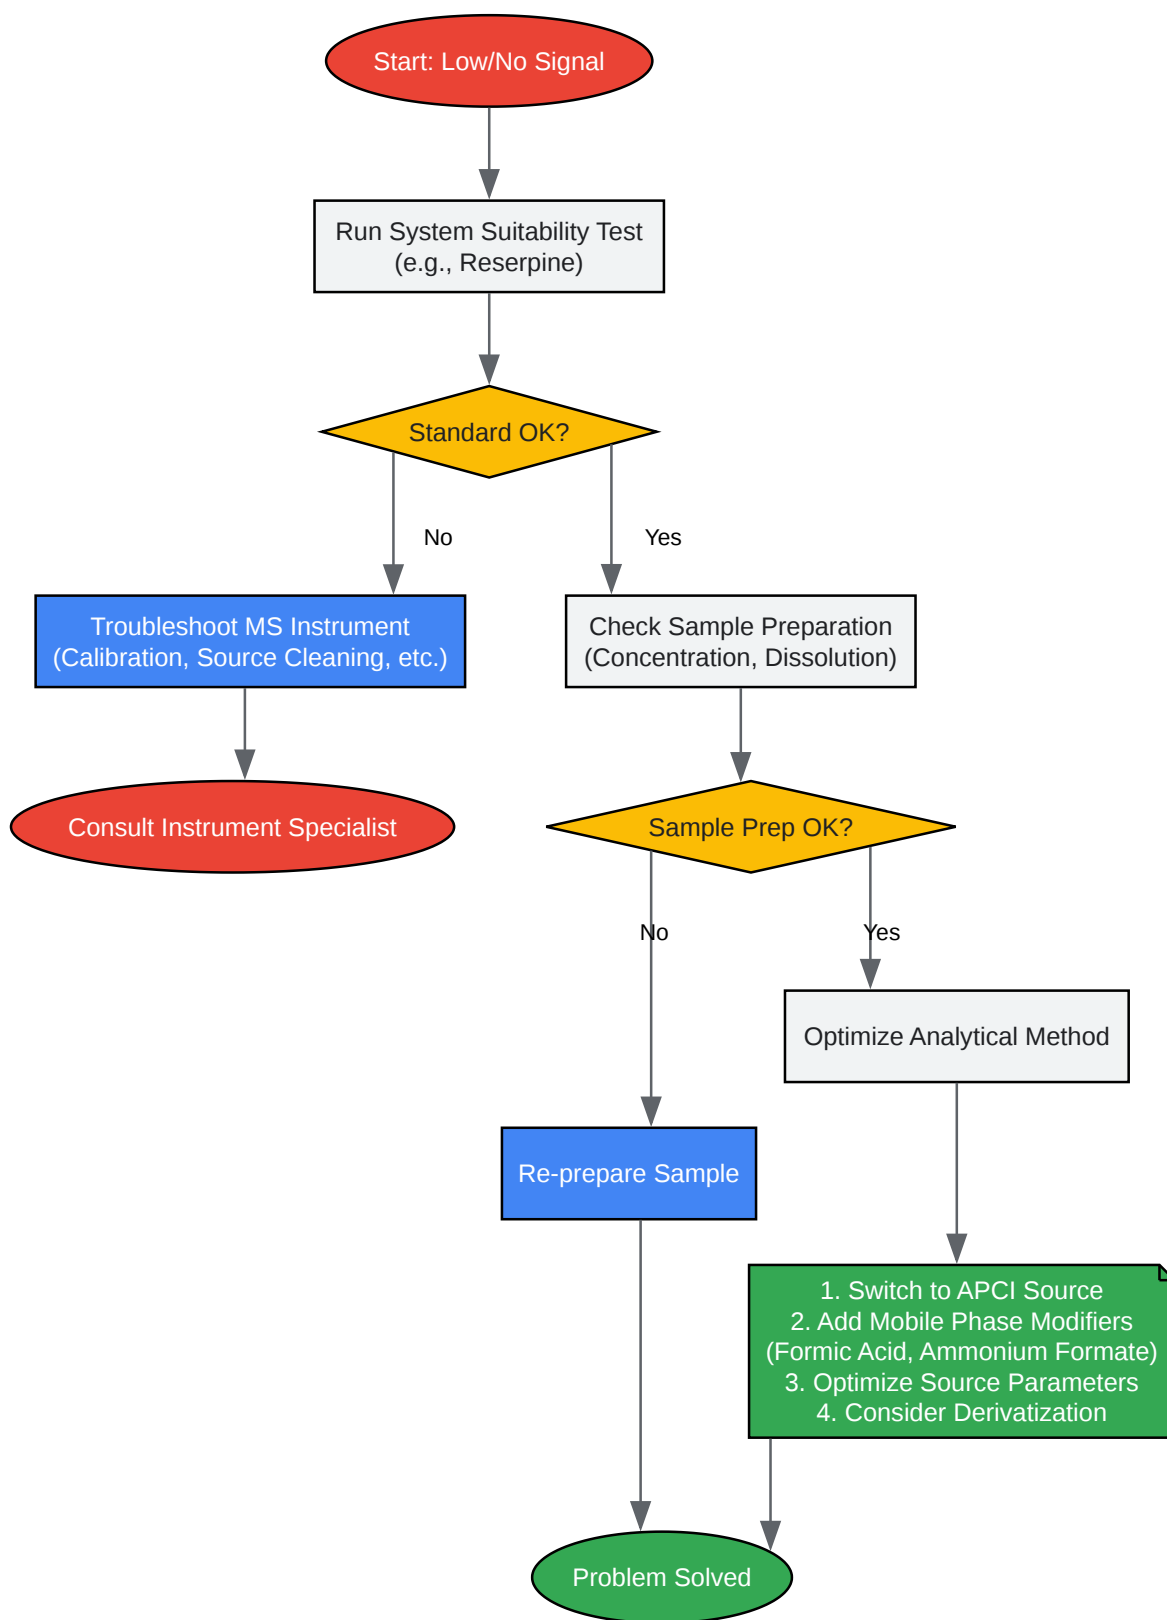 Start: Low/No Signal
Run System Suitability Test
(e.g., Reserpine)
Standard OK?
No
Yes
Troubleshoot MS Instrument
(Calibration, Source Cleaning, etc.)
Check Sample Preparation
(Concentration, Dissolution)
Consult Instrument Specialist
Sample Prep OK?
No
Yes
Optimize Analytical Method
Re-prepare Sample
1. Switch to APCI Source
2. Add Mobile Phase Modifiers
(Formic Acid, Ammonium Formate)
3. Optimize Source Parameters
4. Consider Derivatization
Problem Solved